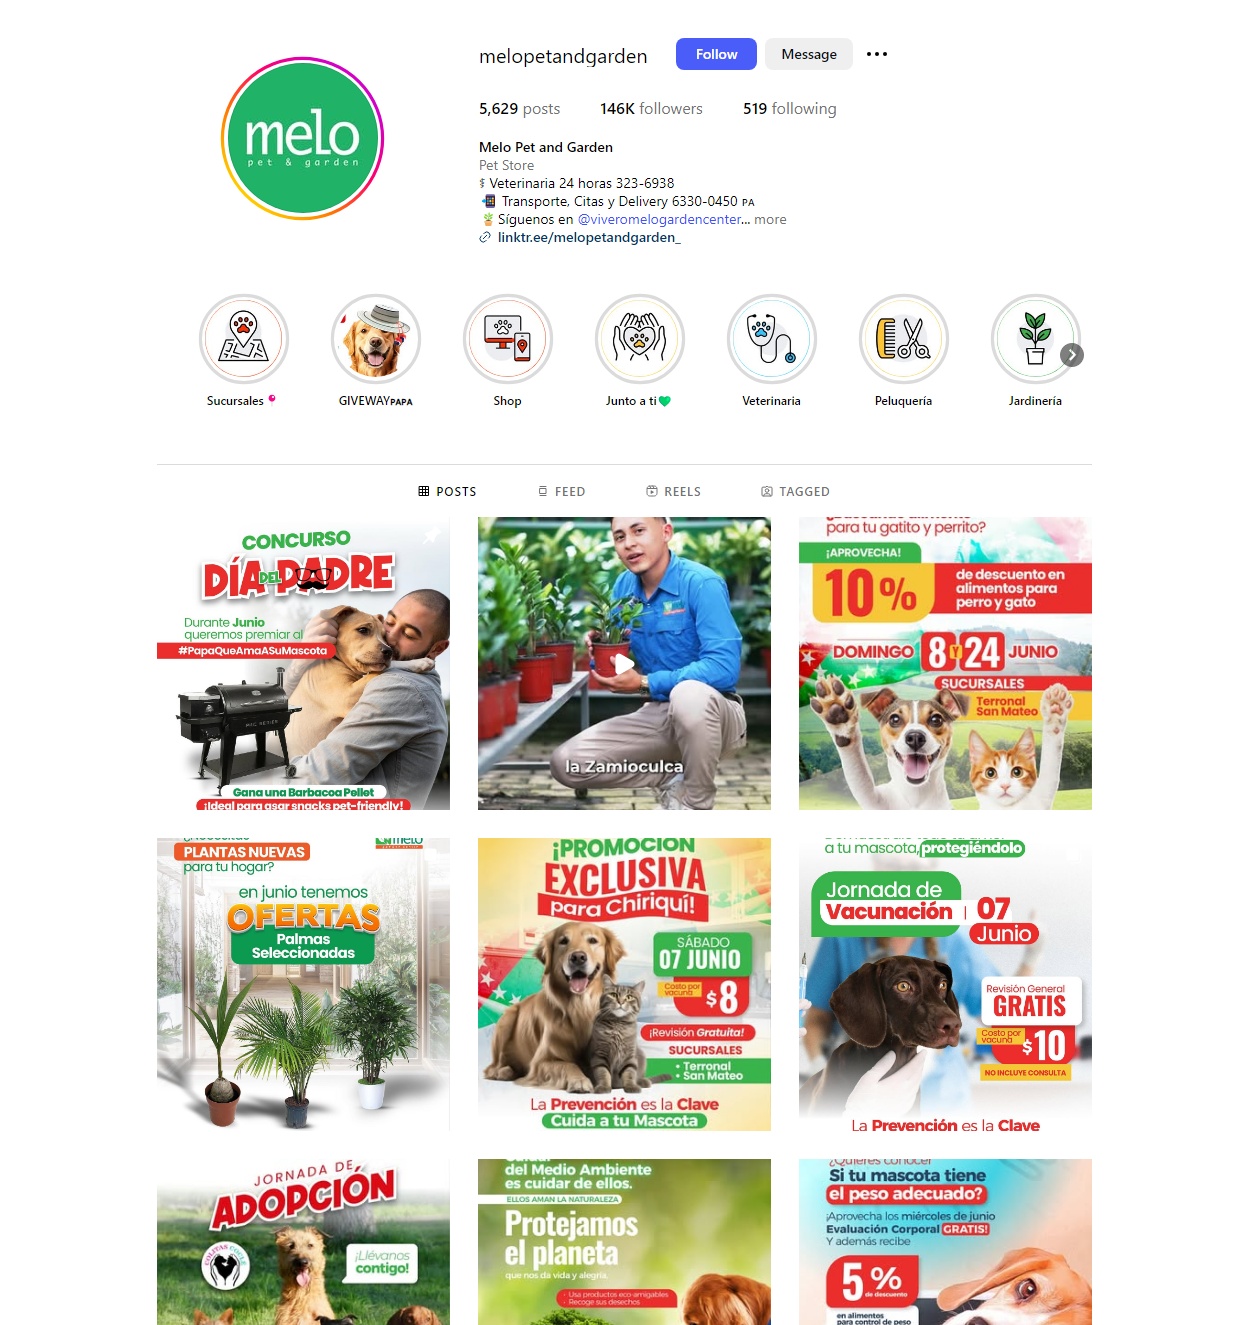 melo
pet & garden
melopetandgarden
Follow
Message
5,629 posts
146K followers
519 following
Melo Pet and Garden
Pet Store
⚕ Veterinaria 24 horas 323-6938
📲 Transporte, Citas y Delivery 6330-0450 PA
🪴 Síguenos en @viveromelogardencenter... more
linktr.ee/melopetandgarden_
Sucursales📍
GIVEWAYPAPA
Shop
Junto a ti💚
Veterinaria
Peluquería
Jardinería
POSTS
FEED
REELS
TAGGED
CONCURSO
DÍA DEL PADRE
Durante Junio
queremos premiar al
#PapaQueAmaASuMascota
Gana una Barbacoa Pellet
¡Ideal para asar snacks pet-friendly!
la Zamioculca
para tu gatito y perrito?
¡APROVECHA!
10%
de descuento en
alimentos para
perro y gato
DOMINGO 8 Y 24 JUNIO
SUCURSALES
Terronal
San Mateo
melo
PLANTAS NUEVAS
para tu hogar?
en junio tenemos
OFERTAS
Palmas
Seleccionadas
¡PROMOCIÓN
EXCLUSIVA
para Chiriquí!
SÁBADO
07 JUNIO
Costo por
vacuna
$8
¡Revisión Gratuita!
SUCURSALES
• Terronal
• San Mateo
La Prevención es la Clave
Cuida a tu Mascota
a tu mascota, protegiéndolo
Jornada de
Vacunación
07
Junio
Revisión General
GRATIS
Costo por
vacuna
$10
NO INCLUYE CONSULTA
La Prevención es la Clave
JORNADA DE
ADOPCIÓN
COLITAS COCLÉ
¡Llévanos
contigo!
Cuidar
del Medio Ambiente
es cuidar de ellos.
ELLOS AMAN LA NATURALEZA
Protejamos
el planeta
que nos da vida y alegría.
• Usa productos eco-amigables
• Recoge sus desechos
¿Quieres conocer
Si tu mascota tiene
el peso adecuado?
¡Aprovecha los miércoles de junio
Evaluación Corporal GRATIS!
Y además recibe
5%
de descuento
en alimentos
para control de peso